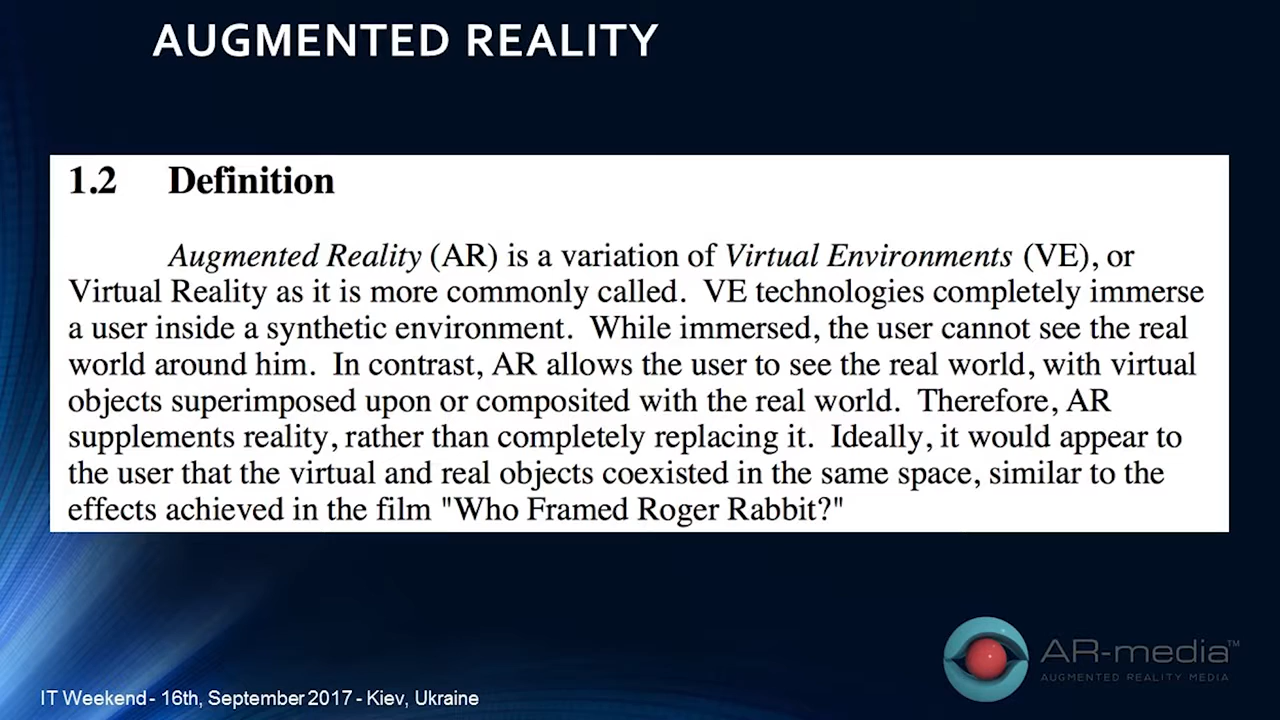 AUGMENTED REALITY
1.2 Definition
Augmented Reality (AR) is a variation of Virtual Environments (VE), or
Virtual Reality as it is more commonly called. VE technologies completely immerse
a user inside a synthetic environment. While immersed, the user cannot see the real
world around him. In contrast, AR allows the user to see the real world, with virtual
objects superimposed upon or composited with the real world. Therefore, AR
supplements reality, rather than completely replacing it. Ideally, it would appear to
the user that the virtual and real objects coexisted in the same space, similar to the
effects achieved in the film "Who Framed Roger Rabbit?"
AR-media™
AUGMENTED REALITY MEDIA
IT Weekend - 16th, September 2017 - Kiev, Ukraine